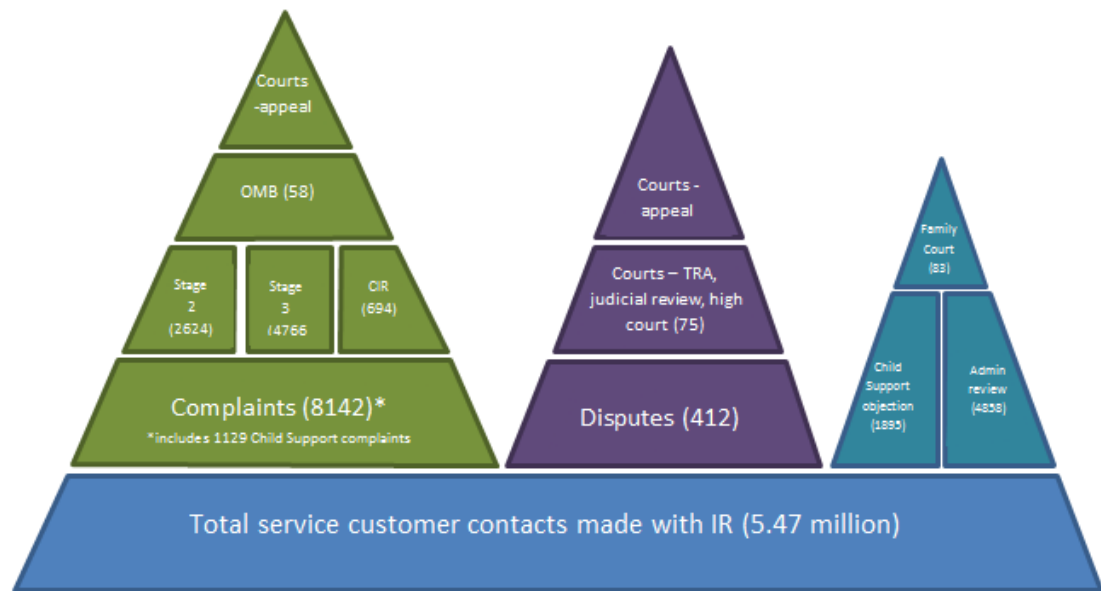 Courts
-appeal
OMB (58)
Stage
2
(2624)
Stage
3
(4766
CIR
(694)
Complaints (8142)*
*includes 1129 Child Support complaints
Courts -
appeal
Courts – TRA,
judicial review, high
court (75)
Disputes (412)
Family
Court
(83)
Child
Support
objection
(1895)
Admin
review
(4858)
Total service customer contacts made with IR (5.47 million)